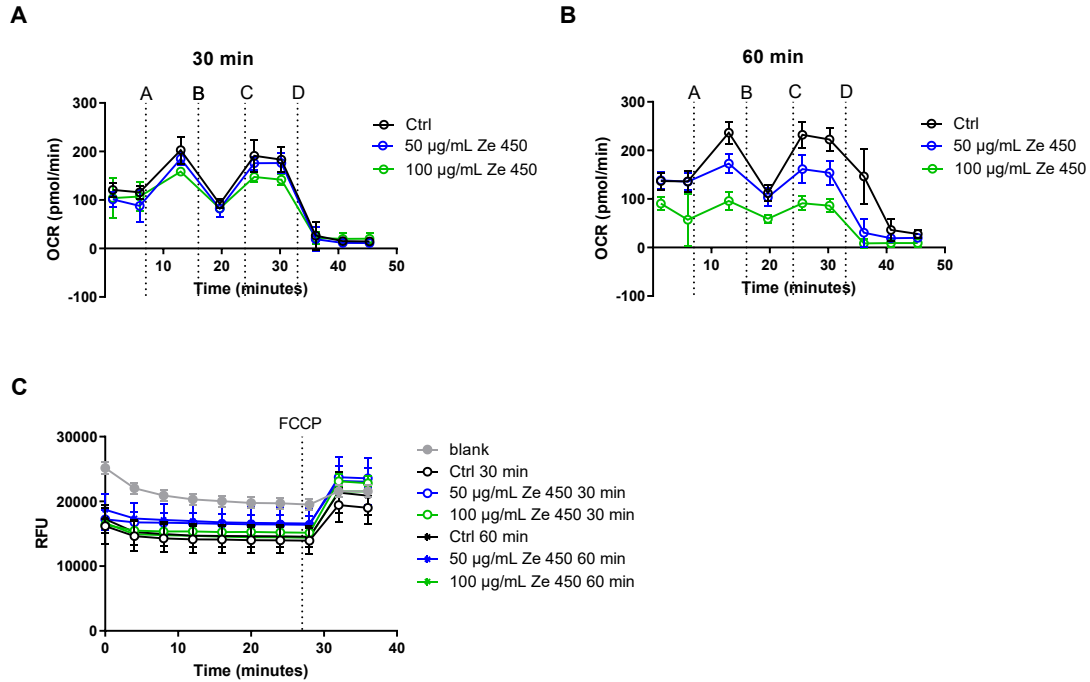 A
B
30 min
60 min
A B C D
A B C D
300
200
100
0
-100
10 20 30 40 50
OCR (pmol/min)
Time (minutes)
Ctrl
50 µg/mL Ze 450
100 µg/mL Ze 450
300
200
100
0
-100
10 20 30 40 50
OCR (pmol/min)
Time (minutes)
Ctrl
50 µg/mL Ze 450
100 µg/mL Ze 450
C
FCCP
30000
20000
10000
0
0 10 20 30 40
RFU
Time (minutes)
blank
Ctrl 30 min
50 µg/mL Ze 450 30 min
100 µg/mL Ze 450 30 min
Ctrl 60 min
50 µg/mL Ze 450 60 min
100 µg/mL Ze 450 60 min